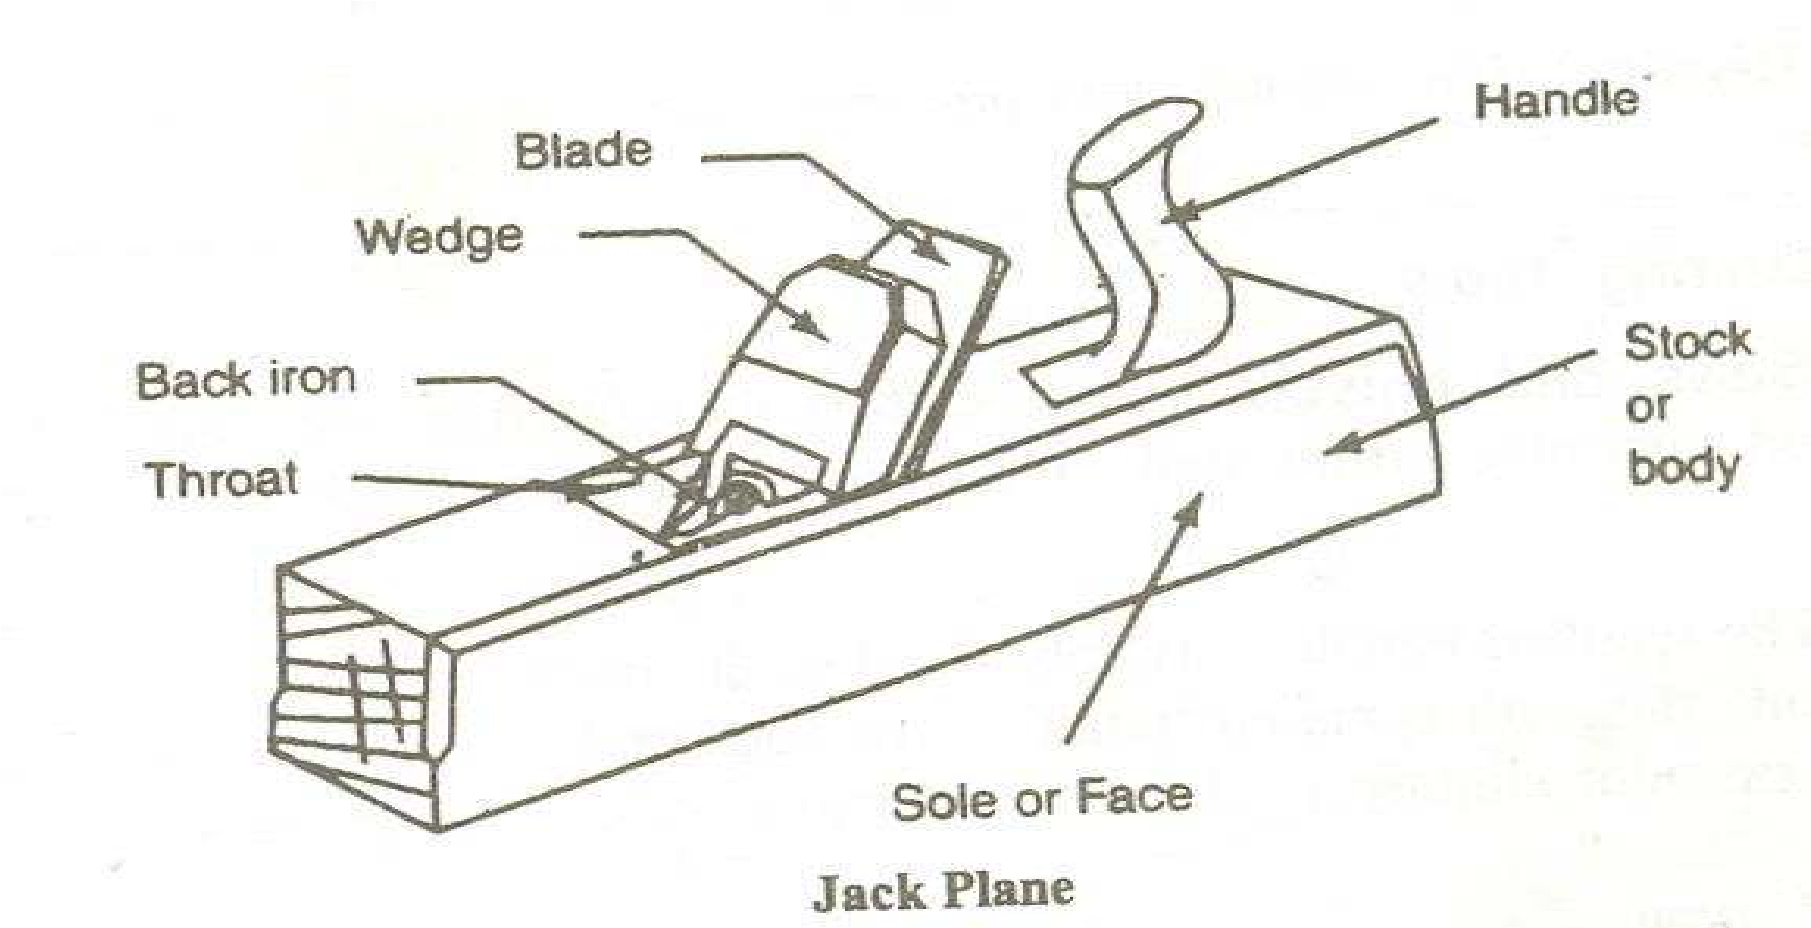 Handle
Blade
Wedge
Stock
or
body
Back iron
Throat
Sole or Face
Jack Plane